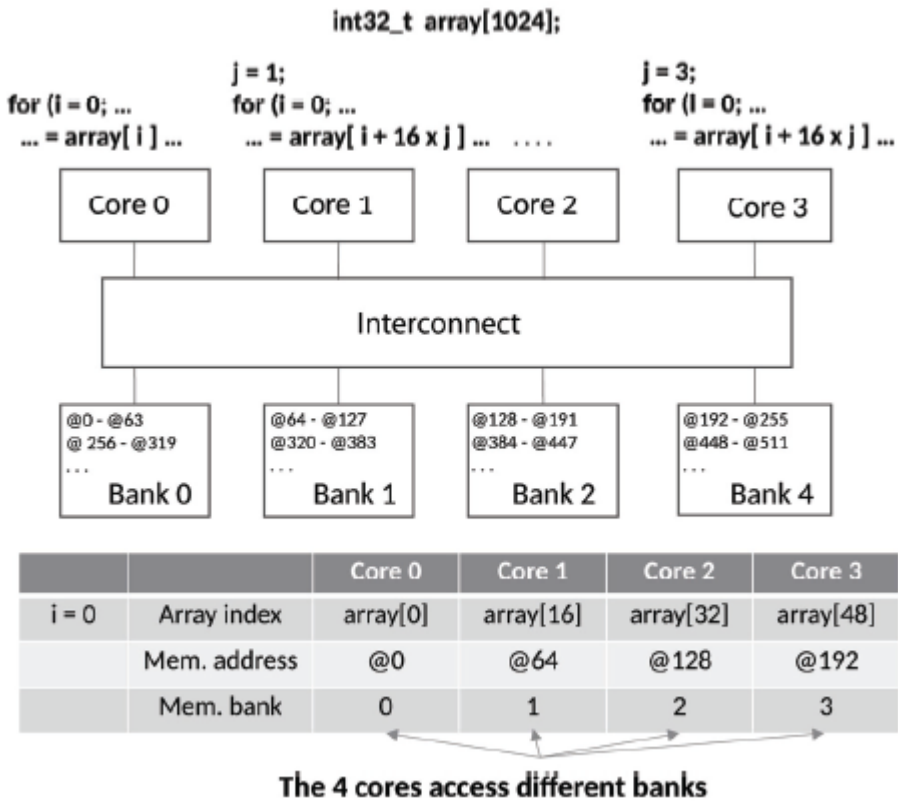 int32_t array[1024];
j = 1;
j = 3;
for (i = 0; ...
for (i = 0; ...
for (I = 0; ...
... = array[ i ] ...
... = array[ i + 16 x j ] ...
....
... = array[ i + 16 x j ] ...
Core 0
Core 1
Core 2
Core 3
Interconnect
@0 - @63
@ 256 - @319
...
Bank 0
@64 - @127
@320 - @383
...
Bank 1
@128 - @191
@384 - @447
...
Bank 2
@192 - @255
@448 - @511
...
Bank 4
Core 0 Core 1 Core 2 Core 3
i = 0 Array index array[0] array[16] array[32] array[48]
Mem. address @0 @64 @128 @192
Mem. bank 0 1 2 3
The 4 cores access different banks